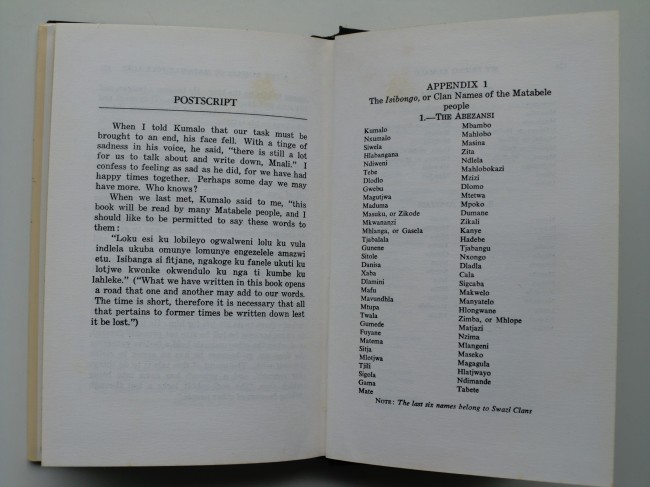 POSTSCRIPT
When I told Kumalo that our task must be
brought to an end, his face fell. With a tinge of
sadness in his voice, he said, "there is still a lot
for us to talk about and write down, Mnali." I
confess to feeling as sad as he did, for we have had
happy times together. Perhaps some day we may
have more. Who knows?
When we last met, Kumalo said to me, "this
book will be read by many Matabele people, and I
should like to be permitted to say these words to
them:
"Loku esi ku lobileyo ogwalweni lolu ku vula
indlela ukuba omunye lomunye engezelele amazwi
etu. Isibanga si fitjane, ngakoge ku fanele ukuti ku
lotjwe kwonke okwendulo ku nga ti kumbe ku
lahleke." ("What we have written in this book opens
a road that one and another may add to our words.
The time is short, therefore it is necessary that all
that pertains to former times be written down lest
it be lost.")
APPENDIX 1
The Isibongo, or Clan Names of the Matabele
people
1.—THE ABEZANSI
Kumalo
Nxumalo
Siwela
Hlabangana
Ndiweni
Tebe
Dlodlo
Gwebu
Magutjwa
Maduma
Masuku, or Zikode
Mkwananzi
Mhlanga, or Gasela
Tjabalala
Gumene
Sitole
Danisa
Xaba
Dlamini
Mafu
Mavundhla
Mtupa
Twala
Gumede
Fuyane
Matema
Sitja
Mlotjwa
Tjili
Sigola
Gama
Mate
Mbambo
Mahlobo
Masina
Zita
Ndlela
Mahlobokazi
Mzizi
Dlomo
Mtetwa
Mpoko
Dumane
Zikali
Kanye
Hadebe
Tjabangu
Nxongo
Dladla
Cala
Sigcaba
Makwelo
Manyatelo
Hlongwane
Zimba, or Mhlope
Matjazi
Nzima
Mlangeni
Maseko
Magagula
Hlatjwayo
Ndimande
Tabete
NOTE: The last six names belong to Swazi Clans